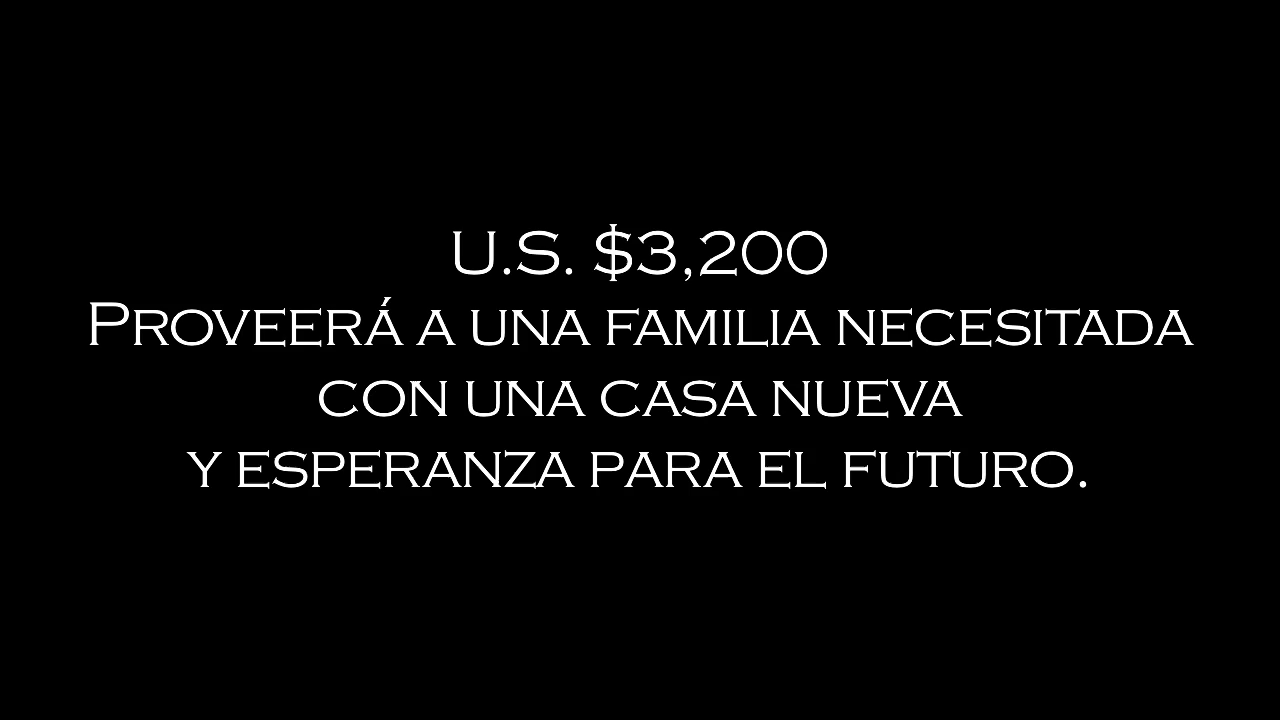 U.S. $3,200
Proveerá a una familia necesitada
con una casa nueva
y esperanza para el futuro.